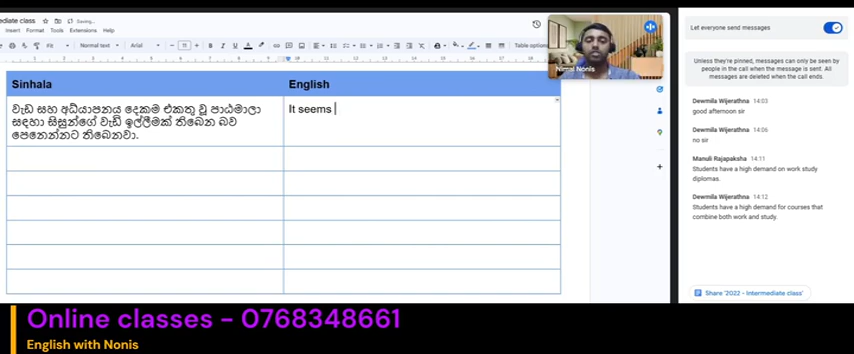 mediate class
Saving...
Insert Format Tools Extensions Help
Normal text
Arial
11
Table options
Sinhala
English
වැඩ සහ අධ්යාපනය දෙකම එකතු වූ පාඨමාලා
සඳහා සිසුන්ගේ වැඩි ඉල්ලීමක් තිබෙන බව
පෙනෙන්නට තිබෙනවා.
It seems
Nimal Nonis
Let everyone send messages
Unless they're pinned, messages can only be seen by
people in the call when the message is sent. All
messages are deleted when the call ends.
Dewmila Wijerathna 14:03
good afternoon sir
Dewmila Wijerathna 14:06
no sir
Manuli Rajapaksha 14:11
Students have a high demand on work study
diplomas.
Dewmila Wijerathna 14:12
Students have a high demand for courses that
combine both work and study.
Share "2022 - Intermediate class"
Online classes - 0768348661
English with Nonis